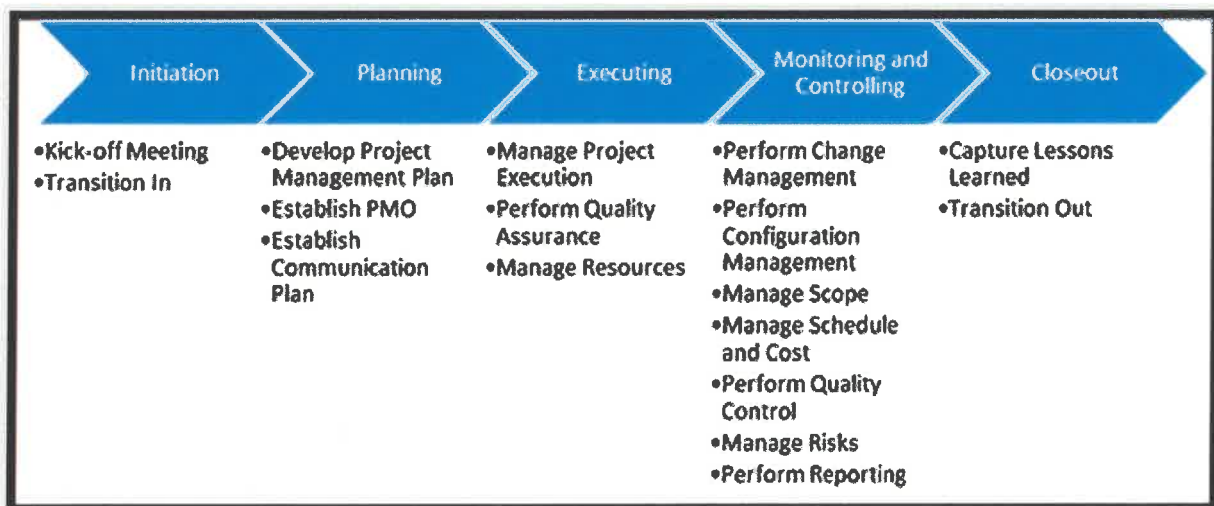 Initiation
Planning
Executing
Monitoring and
Controlling
Closeout
•Kick-off Meeting
•Transition In
•Develop Project
Management Plan
•Establish PMO
•Establish
Communication
Plan
•Manage Project
Execution
•Perform Quality
Assurance
•Manage Resources
•Perform Change
Management
•Perform
Configuration
Management
•Manage Scope
•Manage Schedule
and Cost
•Perform Quality
Control
•Manage Risks
•Perform Reporting
•Capture Lessons
Learned
•Transition Out